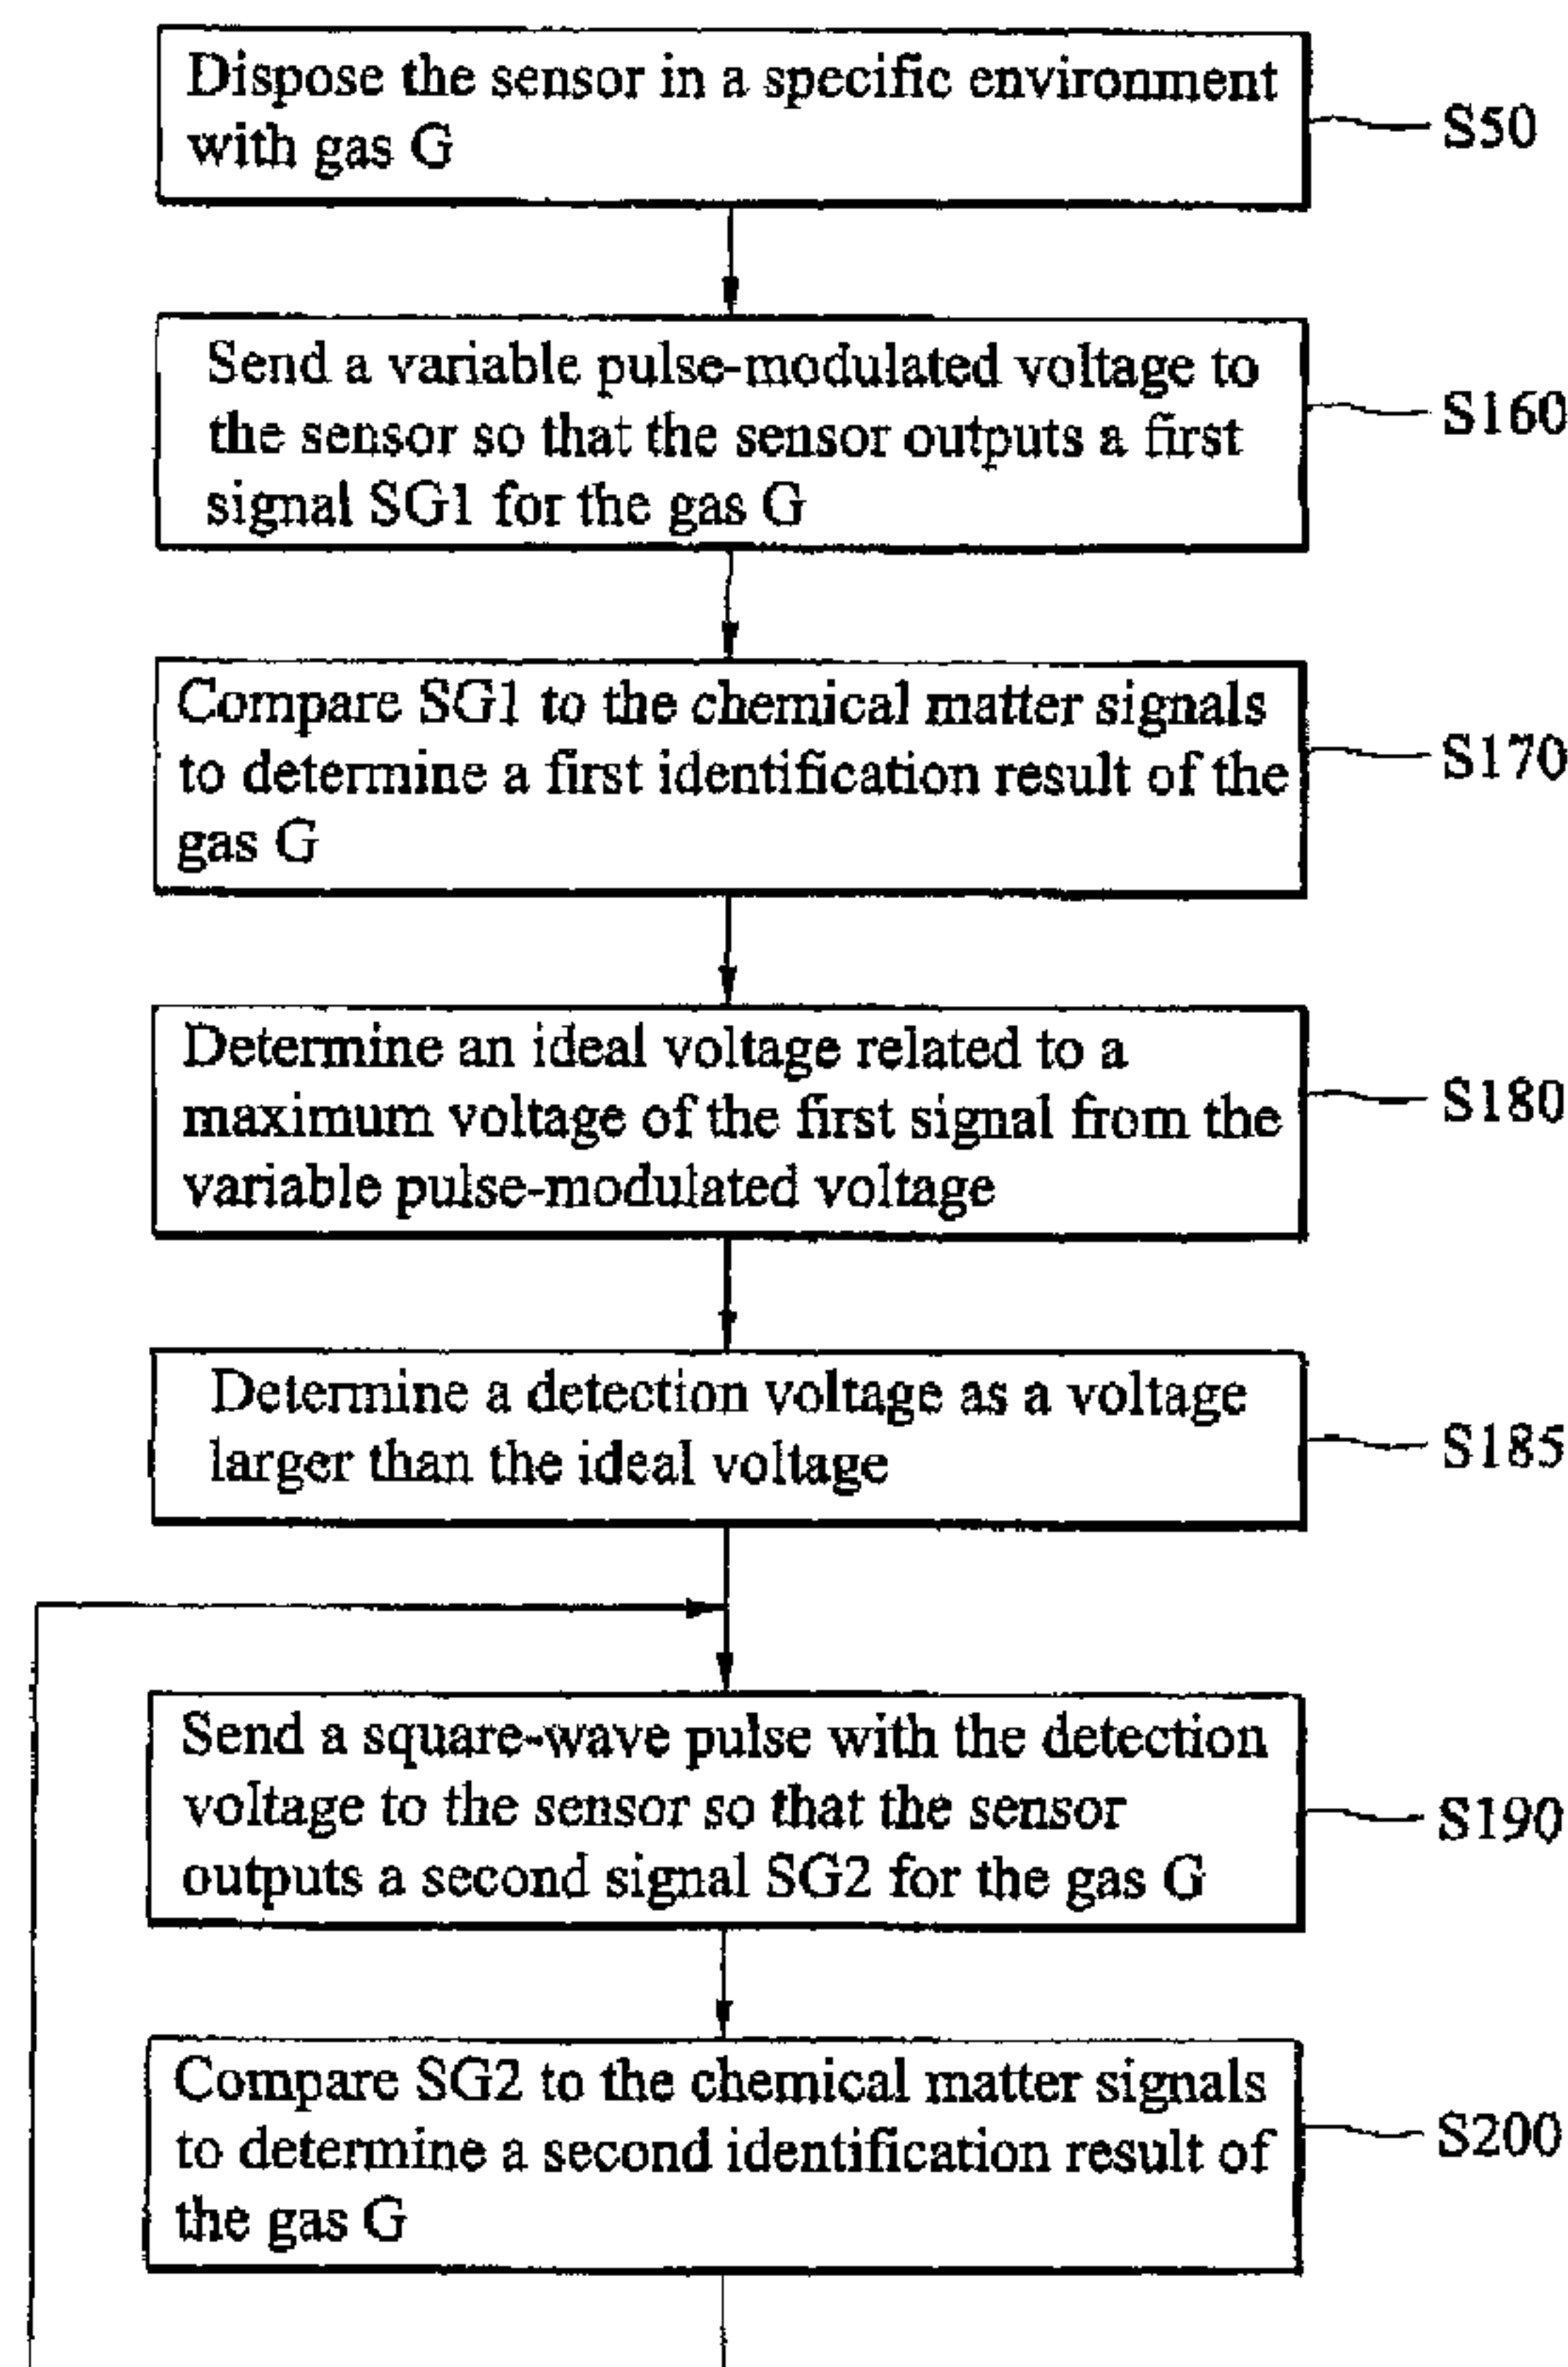 Dispose the sensor in a specific environment
with gas G
S50
Send a variable pulse-modulated voltage to
the sensor so that the sensor outputs a first
signal SG1 for the gas G
S160
Compare SG1 to the chemical matter signals
to determine a first identification result of the
gas G
S170
Determine an ideal voltage related to a
maximum voltage of the first signal from the
variable pulse-modulated voltage
S180
Determine a detection voltage as a voltage
larger than the ideal voltage
S185
Send a square-wave pulse with the detection
voltage to the sensor so that the sensor
outputs a second signal SG2 for the gas G
S190
Compare SG2 to the chemical matter signals
to determine a second identification result of
the gas G
S200